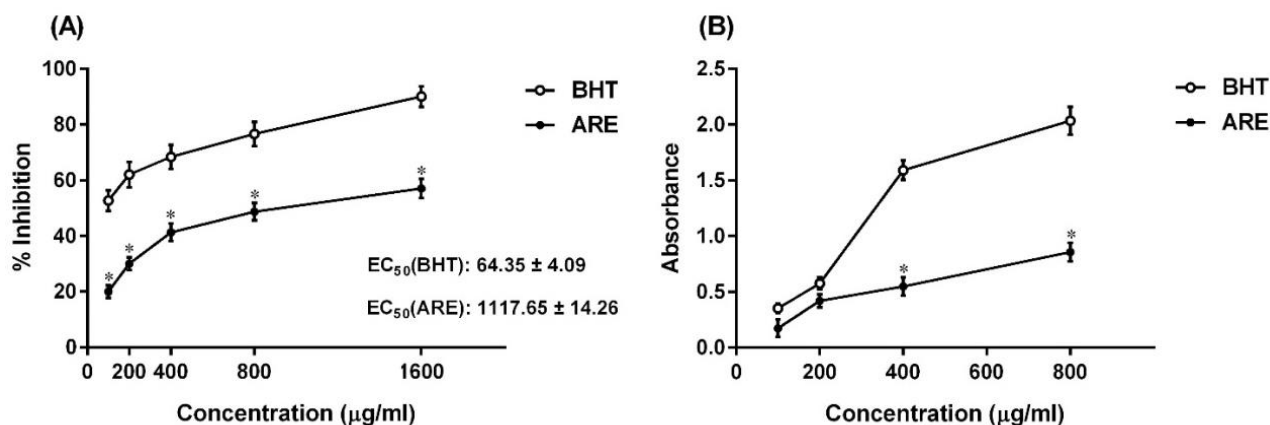 (A)
100
80
60
40
20
0
% Inhibition
BHT
ARE
*
*
*
*
*
EC₅₀(BHT): 64.35 ± 4.09
EC₅₀(ARE): 1117.65 ± 14.26
0 200 400 800 1600
Concentration (μg/ml)
(B)
2.5
2.0
1.5
1.0
0.5
0.0
Absorbance
BHT
ARE
*
*
0 200 400 600 800
Concentration (μg/ml)